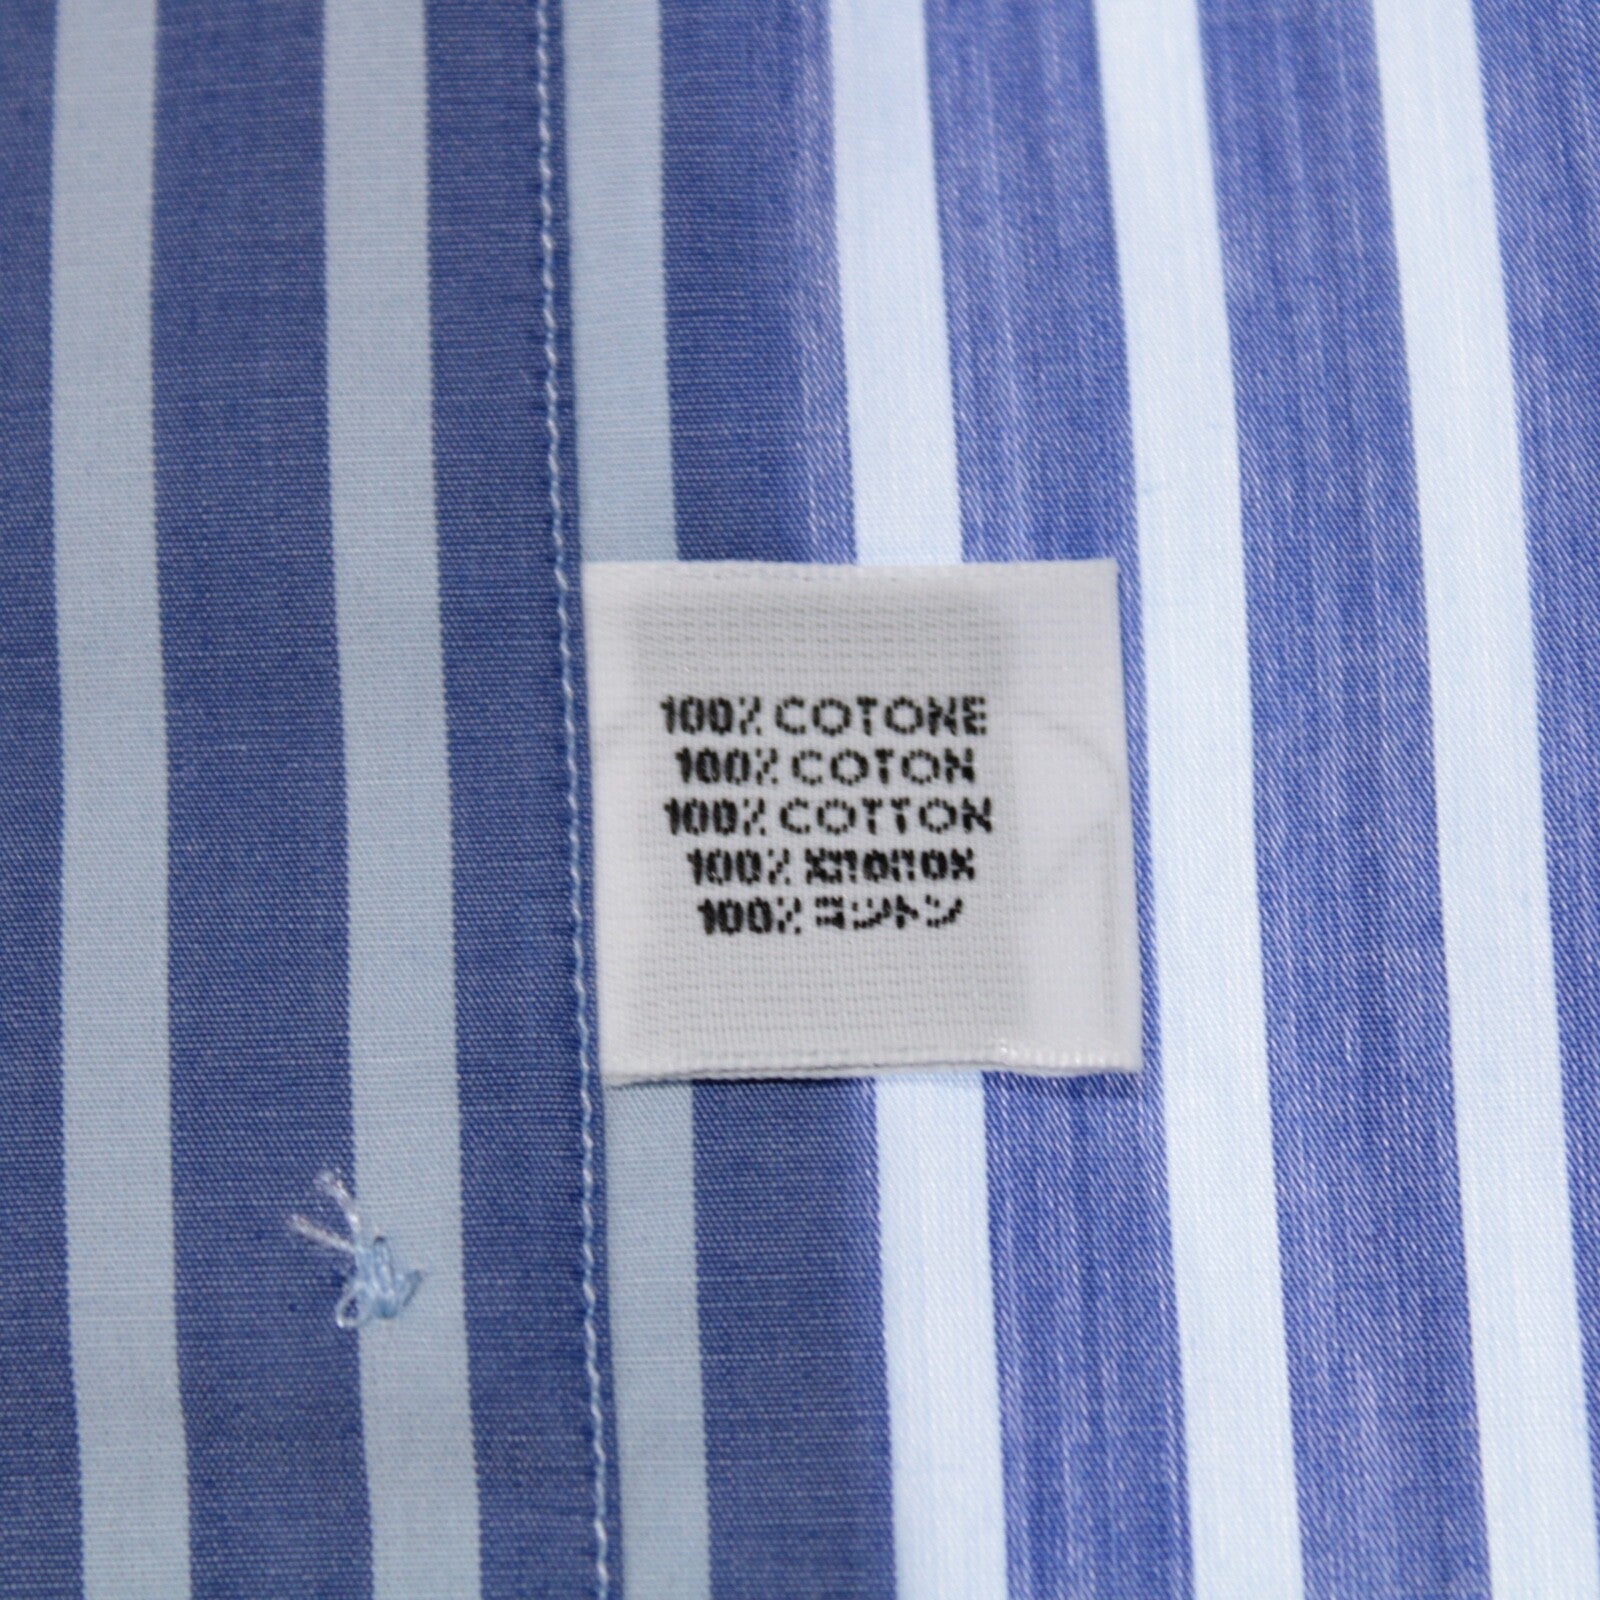 100% COTONE
100% COTON
100% COTTON
100% хлопок
100% コットン